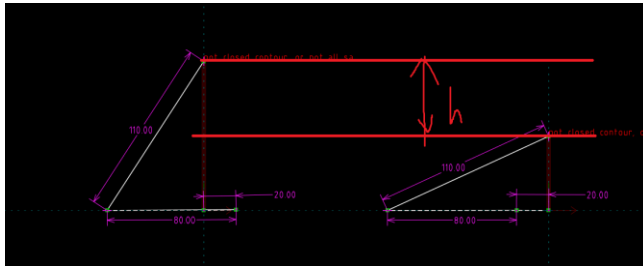 not closed contour, or not all sa
h
not closed contour, c
110.00
110.00
20.00
20.00
80.00
80.00